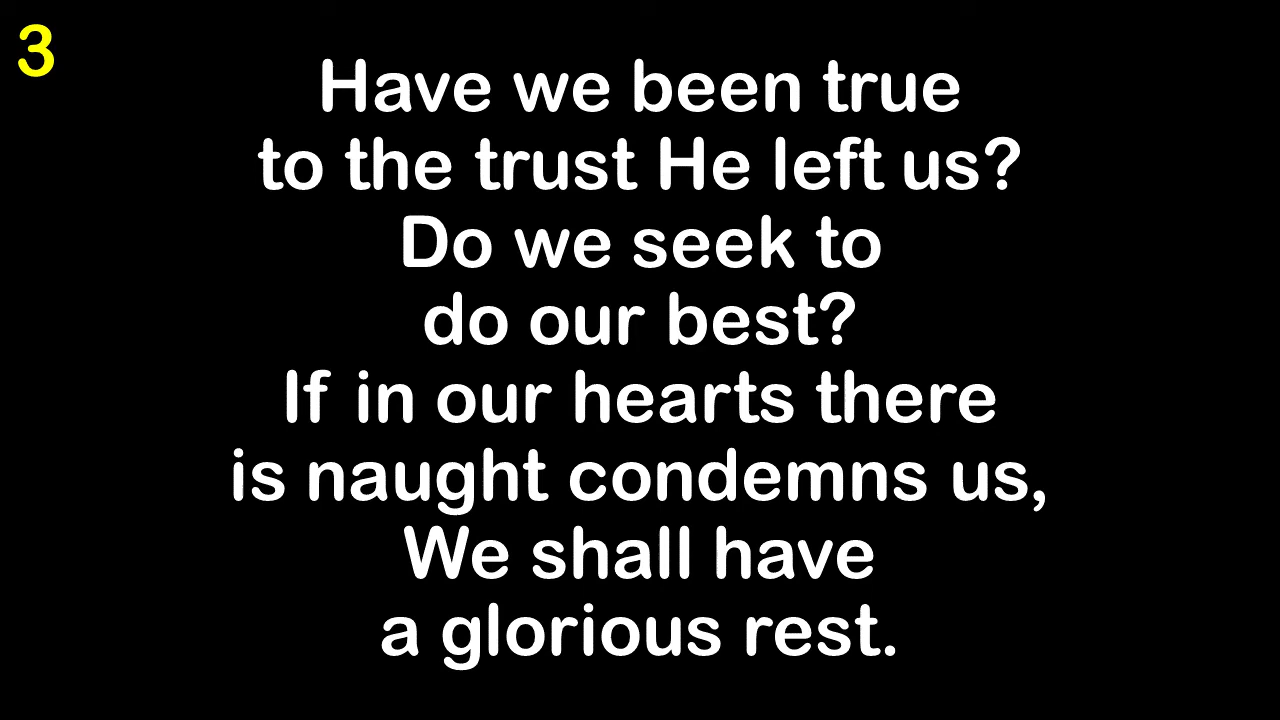 3
Have we been true
to the trust He left us?
Do we seek to
do our best?
If in our hearts there
is naught condemns us,
We shall have
a glorious rest.